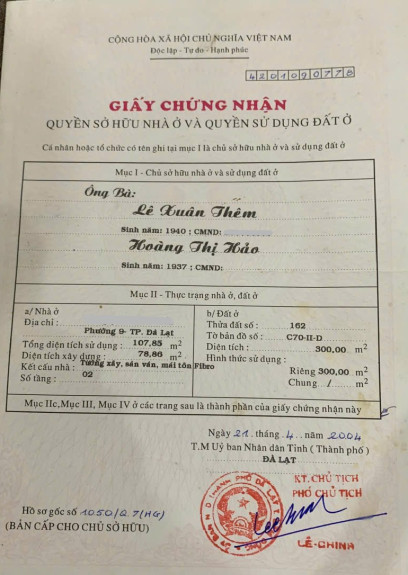 CỘNG HÒA XÃ HỘI CHỦ NGHĨA VIỆT NAM
Độc lập - Tự do - Hạnh phúc
GIẤY CHỨNG NHẬN
QUYỀN SỞ HỮU NHÀ Ở VÀ QUYỀN SỬ DỤNG ĐẤT Ở
Cá nhân hoặc tổ chức có tên ghi tại mục I là chủ sở hữu nhà ở và sử dụng đất ở
Mục I - Chủ sở hữu nhà ở và sử dụng đất ở
Ông Bà:
Lê Xuân Thêm
Sinh năm: 1940 ; CMND:
Hoàng Thị Hảo
Sinh năm: 1937 ; CMND:
Mục II - Thực trạng nhà ở, đất ở
a/ Nhà ở
Địa chỉ :
Phường 9- TP. Đà Lạt
Tổng diện tích sử dụng : 107,85 m2
Diện tích xây dựng : 78,86 m2
Kết cấu nhà : Tường xây, sàn ván, mái tôn Fibro
Số tầng : 02
b/ Đất ở
Thửa đất số : 162
Tờ bản đồ số : C70-II-D
Diện tích : 300,00 m2
Hình thức sử dụng :
Riêng 300,00 m2
Chung / m2
Mục IIc,Mục III, Mục IV ở các trang sau là thành phần của giấy chứng nhận này
Ngày 21 tháng 4 năm 2004
T.M Uỷ ban Nhân dân Tỉnh ( Thành phố )
ĐÀ LẠT
KT. CHỦ TỊCH
PHÓ CHỦ TỊCH
LÊ-CHINH
Hồ sơ gốc số 1050/27(HG)
(BẢN CẤP CHO CHỦ SỞ HỮU)